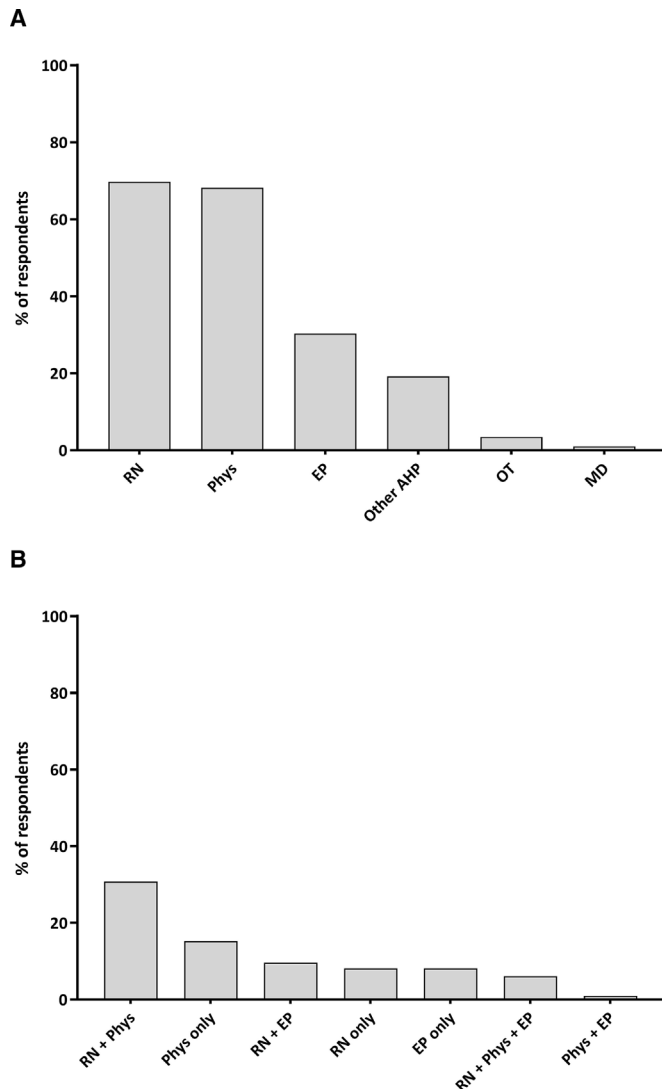 A
100
80
60
40
20
0
% of respondents
RN
Phys
EP
Other AHP
OT
MD
B
100
80
60
40
20
0
% of respondents
RN + Phys
Phys only
RN + EP
RN only
EP only
RN + Phys + EP
Phys + EP